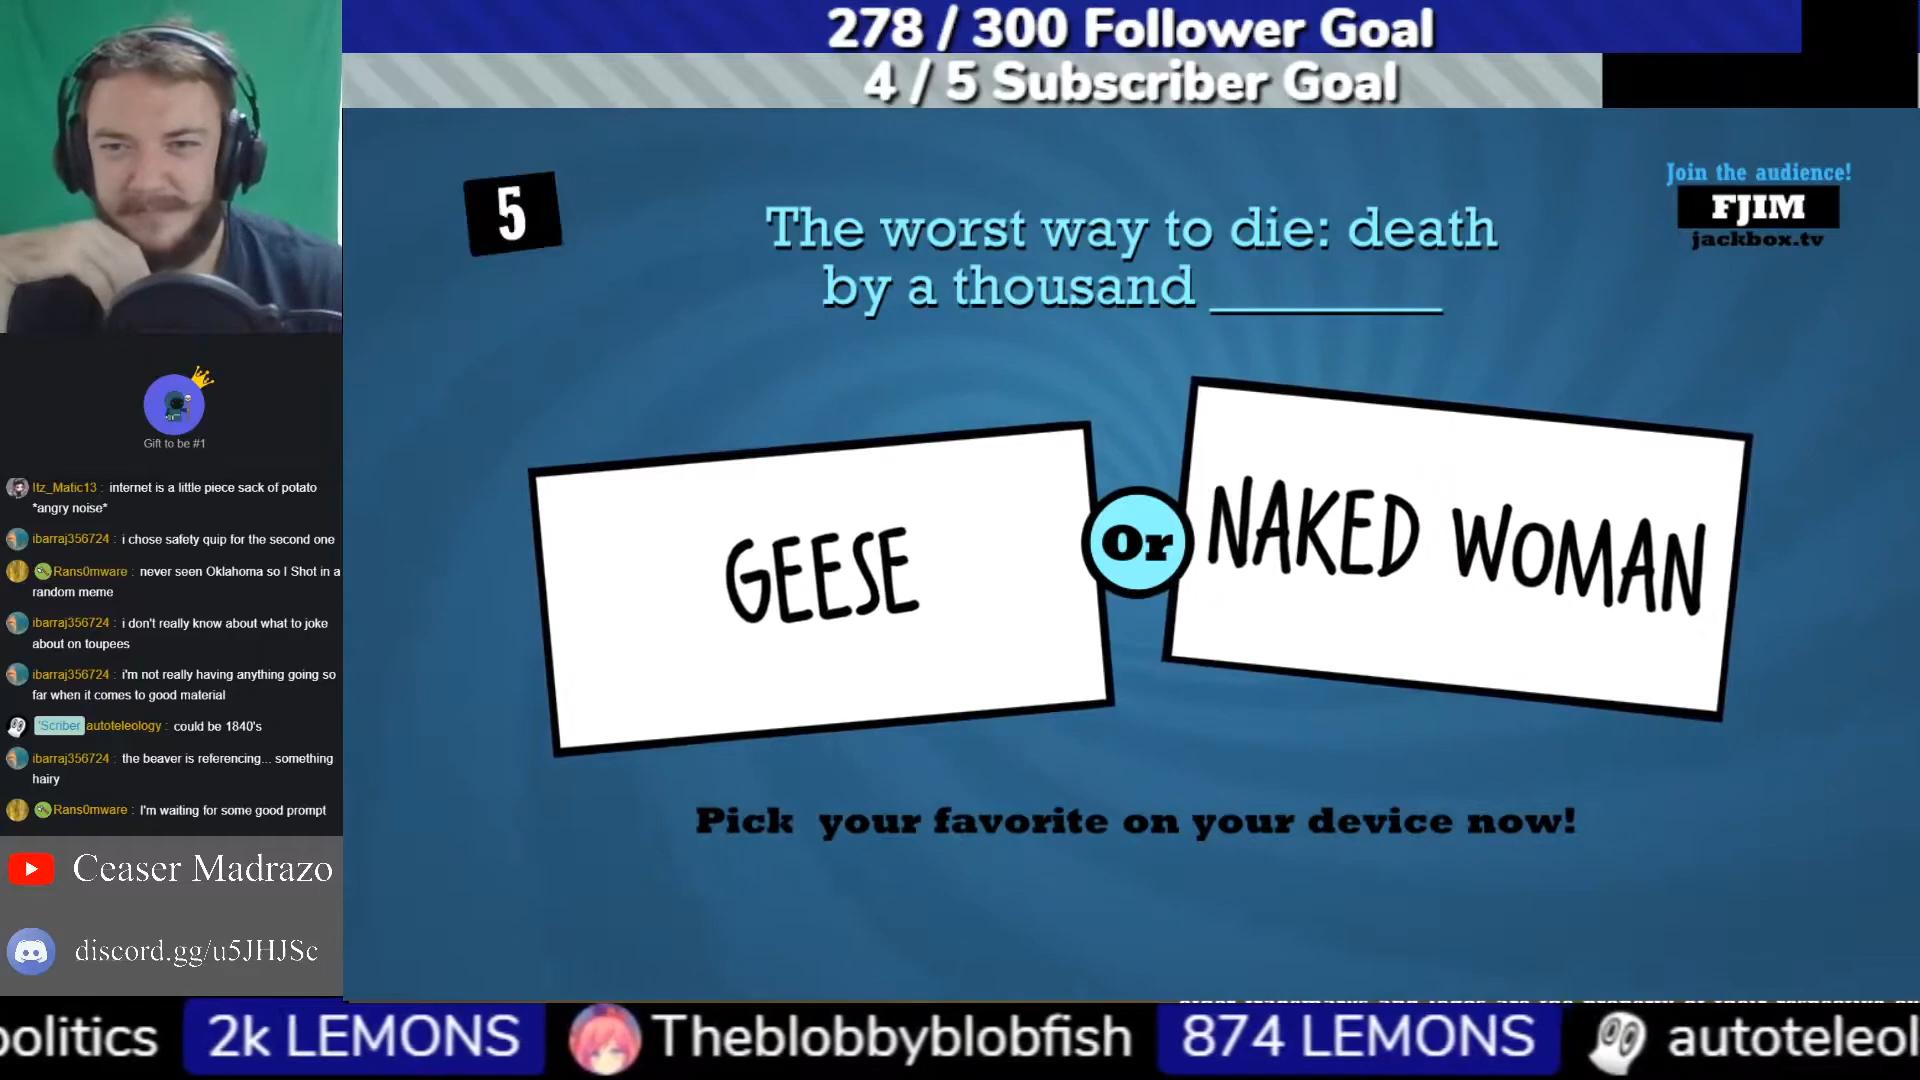 278 / 300 Follower Goal
4 / 5 Subscriber Goal
5
The worst way to die: death
by a thousand ________
Join the audience!
FJIM
jackbox.tv
GEESE
Or
NAKED WOMAN
Pick your favorite on your device now!
Gift to be #1
Itz_Matic13 : internet is a little piece sack of potato
*angry noise*
ibarraj356724 : i chose safety quip for the second one
Rans0mware : never seen Oklahoma so I Shot in a
random meme
ibarraj356724 : i don't really know about what to joke
about on toupees
ibarraj356724 : i'm not really having anything going so
far when it comes to good material
'Scriber autoteleology : could be 1840's
ibarraj356724 : the beaver is referencing... something
hairy
Rans0mware : I'm waiting for some good prompt
Ceaser Madrazo
discord.gg/u5JHJSc
politics 2k LEMONS Theblobbyblobfish 874 LEMONS autoteleol